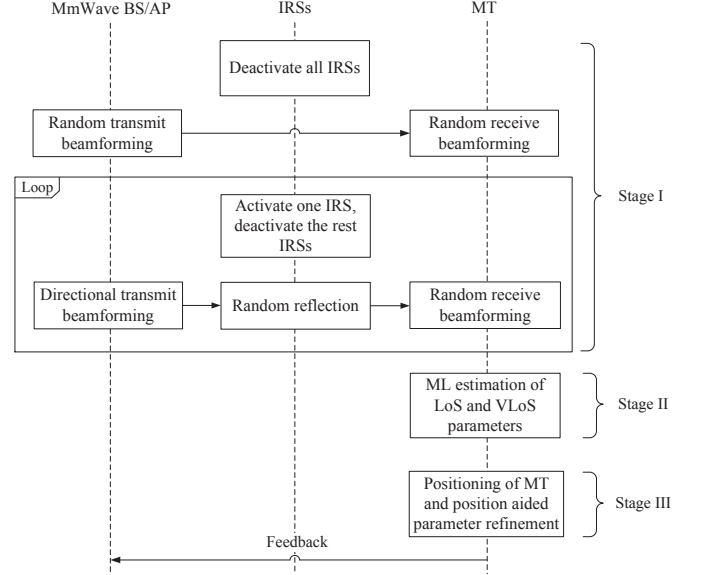 MmWave BS/AP
IRSs
MT
Deactivate all IRSs
Random transmit
beamforming
Random receive
beamforming
Loop
Activate one IRS,
deactivate the rest
IRSs
Stage I
Directional transmit
beamforming
Random reflection
Random receive
beamforming
ML estimation of
LoS and VLoS
parameters
Stage II
Positioning of MT
and position aided
parameter refinement
Stage III
Feedback